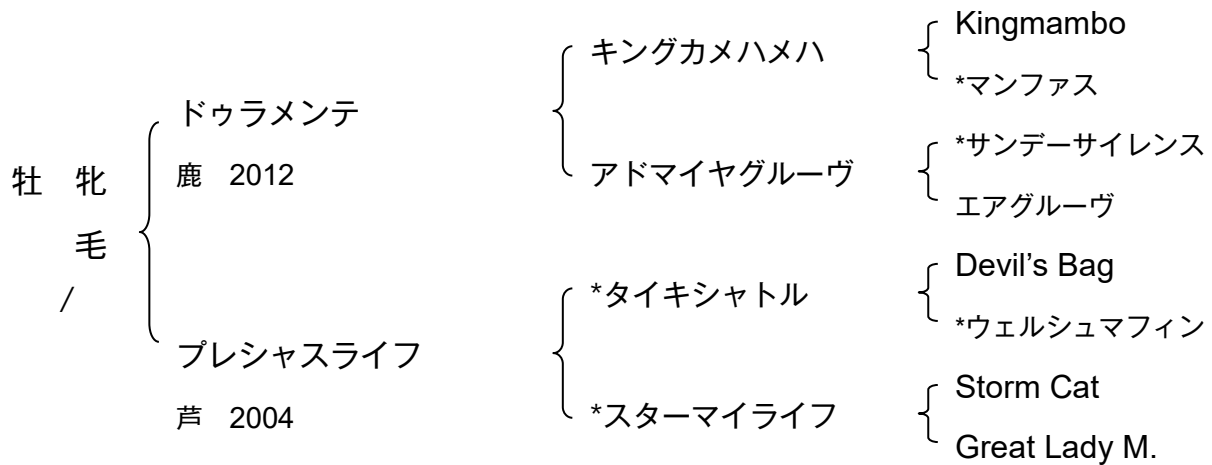 牡 牝
毛
/
ドゥラメンテ
鹿 2012
プレシャスライフ
芦 2004
キングカメハメハ
アドマイヤグルーヴ
*タイキシャトル
*スターマイライフ
Kingmambo
*マンファス
*サンデーサイレンス
エアグルーヴ
Devil’s Bag
*ウェルシュマフィン
Storm Cat
Great Lady M.